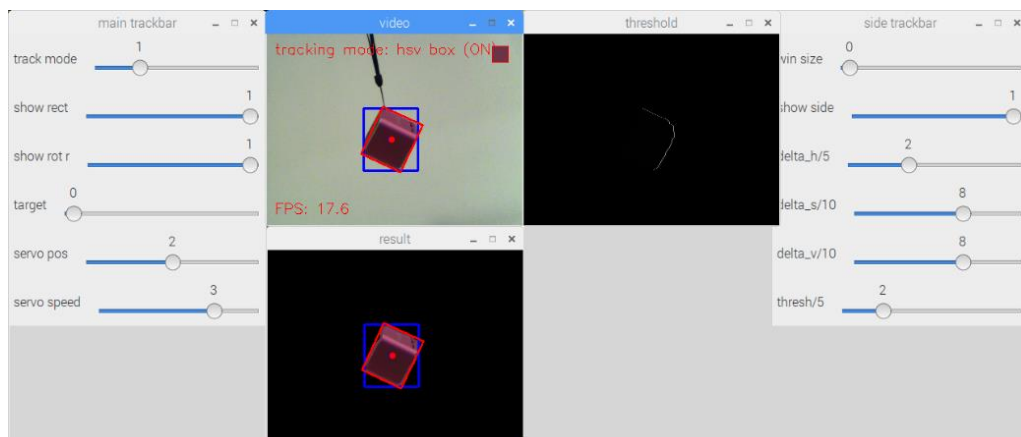 main trackbar
track mode
1
show rect
1
show rot r
1
target
0
servo pos
2
servo speed
3
video
tracking mode: hsv box (ON)
FPS: 17.6
result
threshold
side trackbar
win size
0
show side
1
delta_h/5
2
delta_s/10
8
delta_v/10
8
thresh/5
2